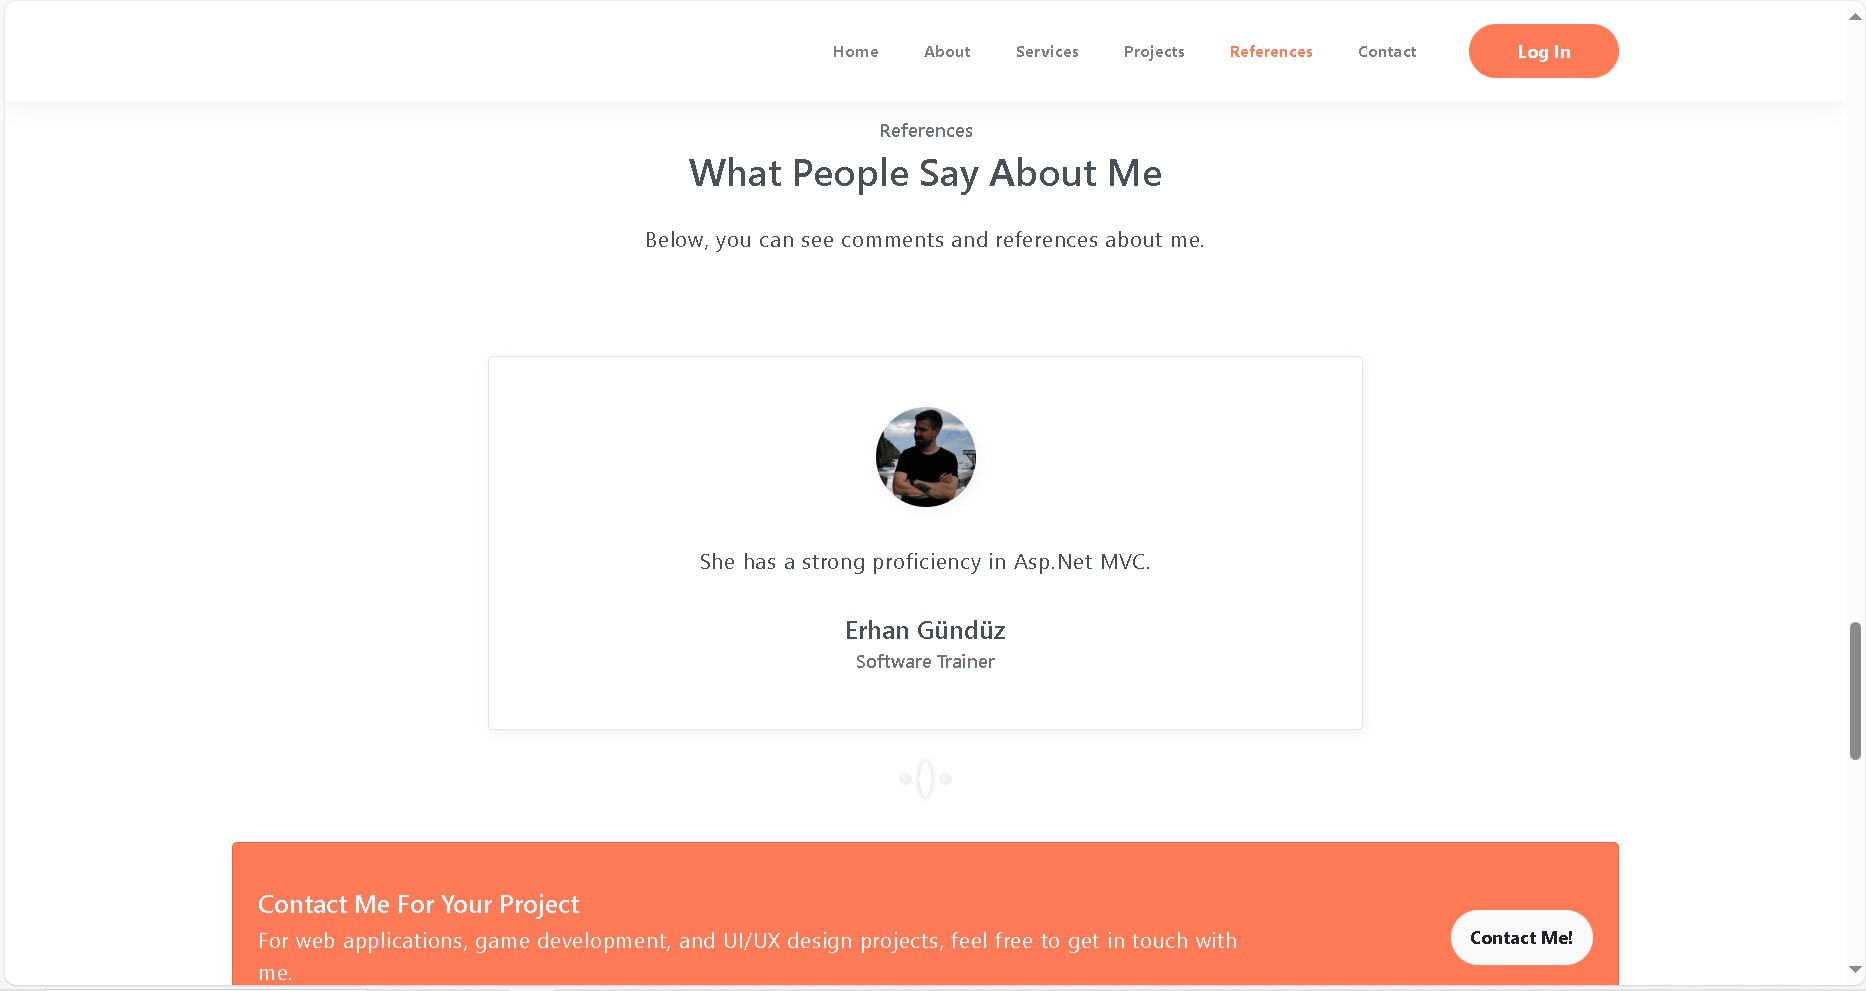 Home About Services Projects References Contact Log In
References
What People Say About Me
Below, you can see comments and references about me.
She has a strong proficiency in Asp.Net MVC.
Erhan Gündüz
Software Trainer
Contact Me For Your Project
For web applications, game development, and UI/UX design projects, feel free to get in touch with
me.
Contact Me!